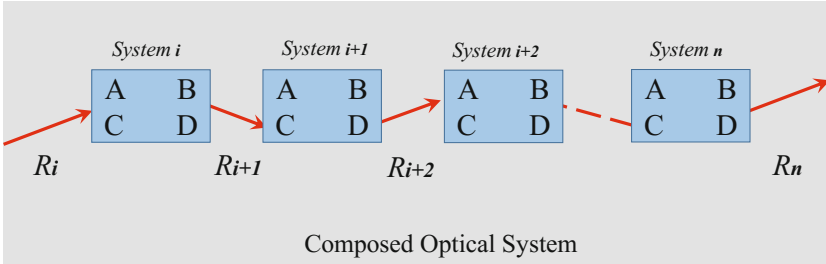 System i System i+1 System i+2 System n
A B A B A B A B
C D C D C D C D
Ri Ri+1 Ri+2 Rn
Composed Optical System